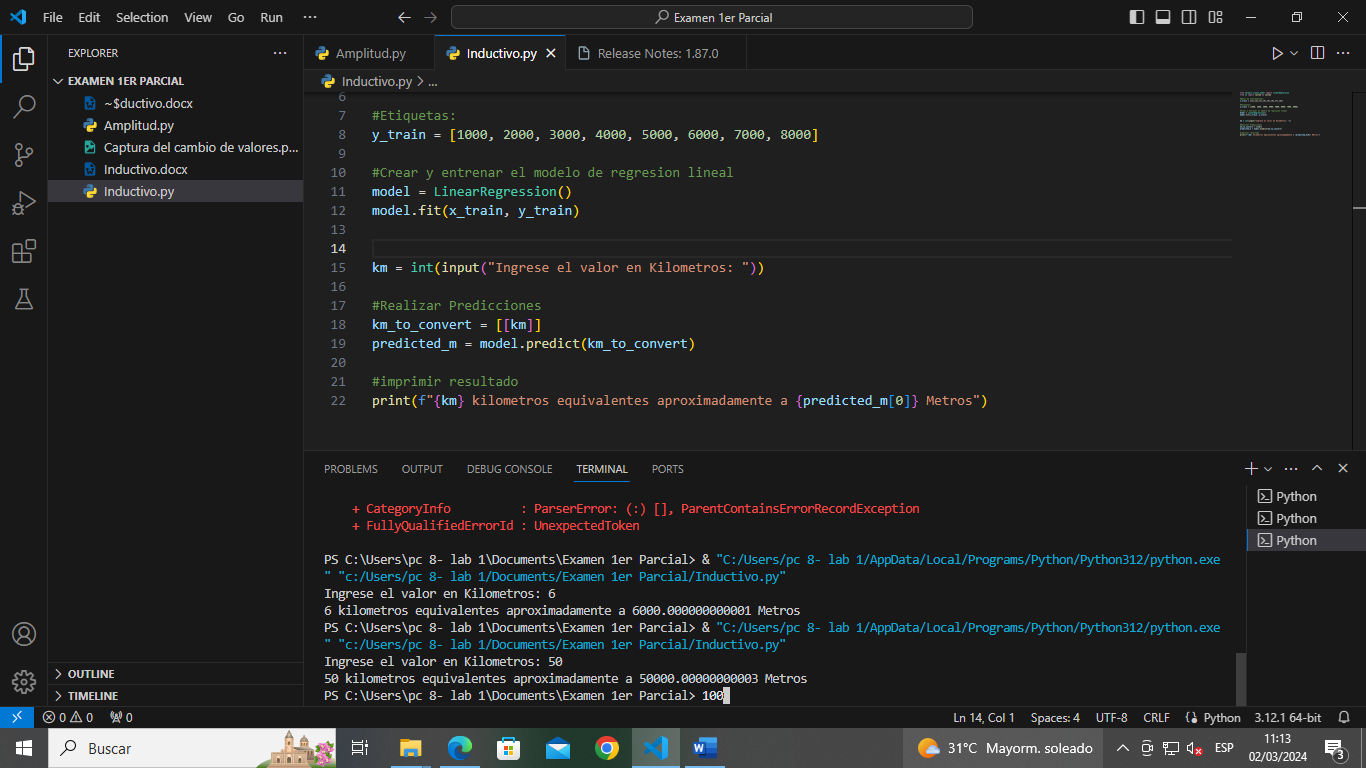 File Edit Selection View Go Run ···
Examen 1er Parcial
EXPLORER ···
EXAMEN 1ER PARCIAL
~$ductivo.docx
Amplitud.py
Captura del cambio de valores.p...
Inductivo.docx
Inductivo.py
OUTLINE
TIMELINE
Amplitud.py Inductivo.py Release Notes: 1.87.0
Inductivo.py > ...
6
7 #Etiquetas:
8 y_train = [1000, 2000, 3000, 4000, 5000, 6000, 7000, 8000]
9
10 #Crear y entrenar el modelo de regresion lineal
11 model = LinearRegression()
12 model.fit(x_train, y_train)
13
14
15 km = int(input("Ingrese el valor en Kilometros: "))
16
17 #Realizar Predicciones
18 km_to_convert = [[km]]
19 predicted_m = model.predict(km_to_convert)
20
21 #imprimir resultado
22 print(f"{km} kilometros equivalentes aproximadamente a {predicted_m[0]} Metros")
PROBLEMS OUTPUT DEBUG CONSOLE TERMINAL PORTS
+ CategoryInfo : ParserError: (:) [], ParentContainsErrorRecordException
+ FullyQualifiedErrorId : UnexpectedToken
PS C:\Users\pc 8- lab 1\Documents\Examen 1er Parcial> & "C:/Users/pc 8- lab 1/AppData/Local/Programs/Python/Python312/python.exe
" "c:/Users/pc 8- lab 1/Documents/Examen 1er Parcial/Inductivo.py"
Ingrese el valor en Kilometros: 6
6 kilometros equivalentes aproximadamente a 6000.000000000001 Metros
PS C:\Users\pc 8- lab 1\Documents\Examen 1er Parcial> & "C:/Users/pc 8- lab 1/AppData/Local/Programs/Python/Python312/python.exe
" "c:/Users/pc 8- lab 1/Documents/Examen 1er Parcial/Inductivo.py"
Ingrese el valor en Kilometros: 50
50 kilometros equivalentes aproximadamente a 50000.00000000003 Metros
PS C:\Users\pc 8- lab 1\Documents\Examen 1er Parcial> 100
Python
Python
Python
0 0 0 Ln 14, Col 1 Spaces: 4 UTF-8 CRLF Python 3.12.1 64-bit
Buscar 31°C Mayorm. soleado ESP 11:13
02/03/2024 3